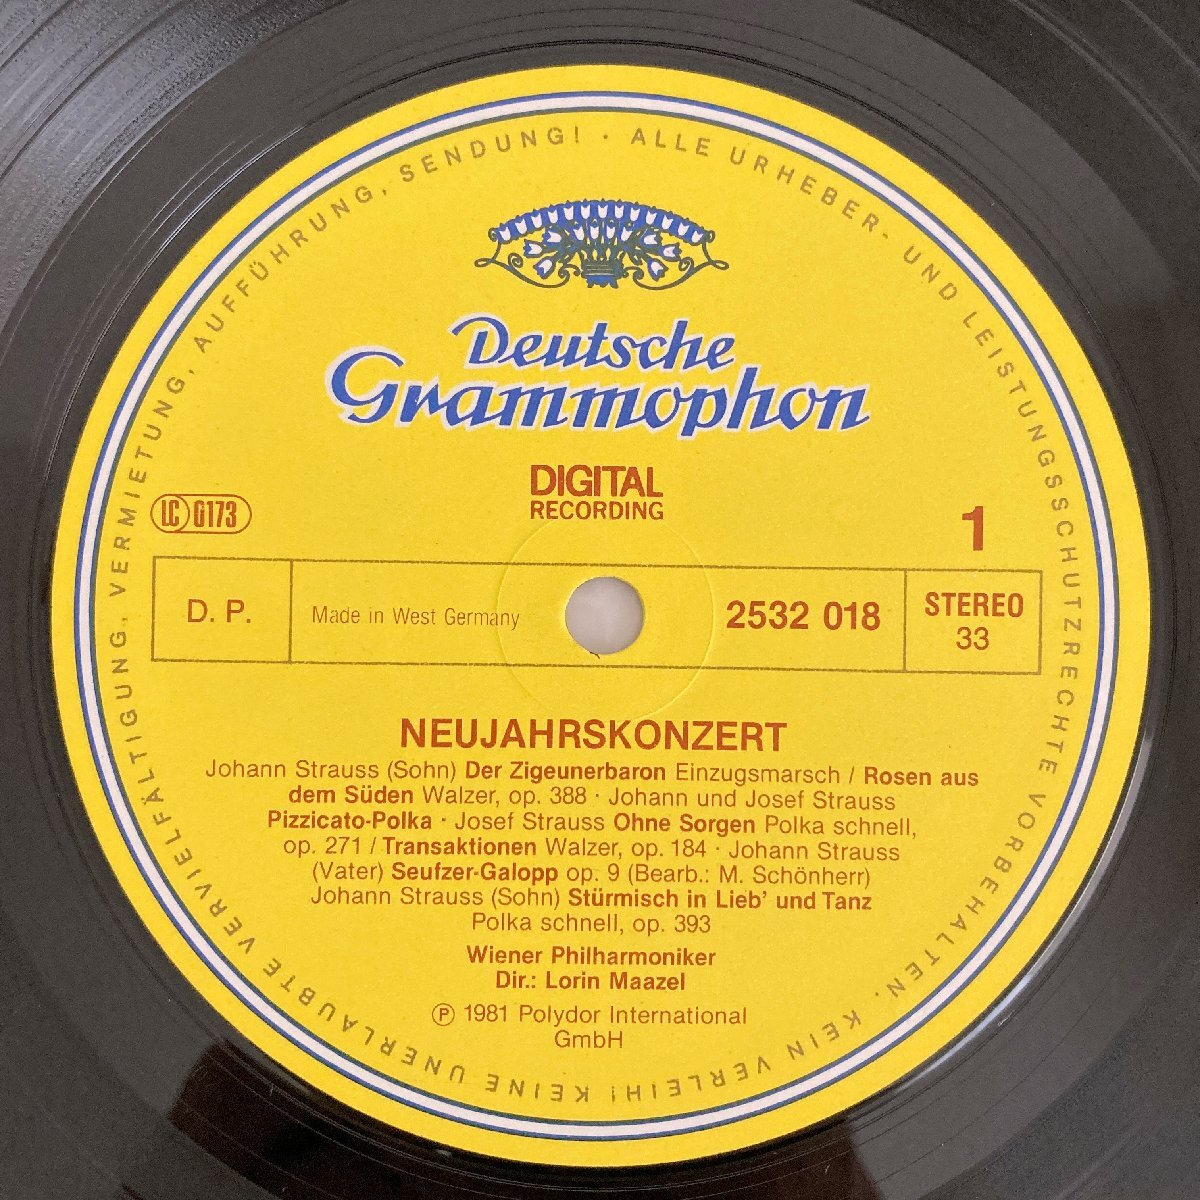 ALLE URHEBER- UND LEISTUNGSSCHUTZRECHTE VORBEHALTEN. KEIN VERLEIH! KEINE UNERLAUBTE VERVIELFÄLTIGUNG, VERMIETUNG, AUFFÜHRUNG, SENDUNG! ·
Deutsche
Grammophon
DIGITAL
RECORDING
LC 0173
1
D. P.
Made in West Germany
2532 018
STEREO
33
NEUJAHRSKONZERT
Johann Strauss (Sohn) Der Zigeunerbaron Einzugsmarsch / Rosen aus
dem Süden Walzer, op. 388 · Johann und Josef Strauss
Pizzicato-Polka · Josef Strauss Ohne Sorgen Polka schnell,
op. 271 / Transaktionen Walzer, op. 184 · Johann Strauss
(Vater) Seufzer-Galopp op. 9 (Bearb.: M. Schönherr)
Johann Strauss (Sohn) Stürmisch in Lieb' und Tanz
Polka schnell, op. 393
Wiener Philharmoniker
Dir.: Lorin Maazel
℗ 1981 Polydor International
GmbH